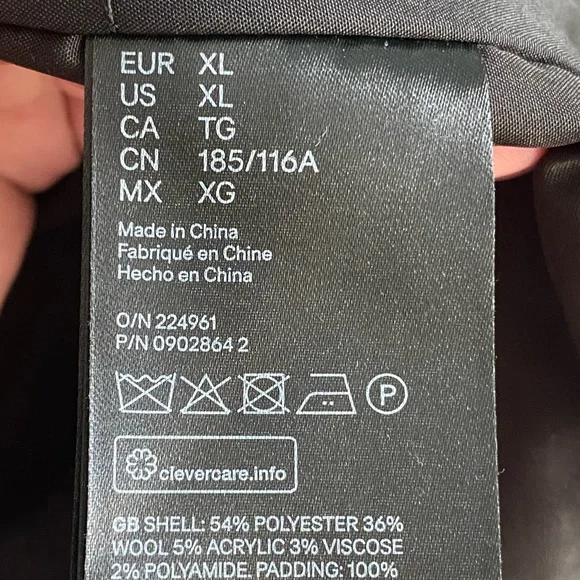 EUR XL
US XL
CA TG
CN 185/116A
MX XG
Made in China
Fabriqué en Chine
Hecho en China
O/N 224961
P/N 0902864 2
P
clevercare.info
GB SHELL: 54% POLYESTER 36%
WOOL 5% ACRYLIC 3% VISCOSE
2% POLYAMIDE. PADDING: 100%